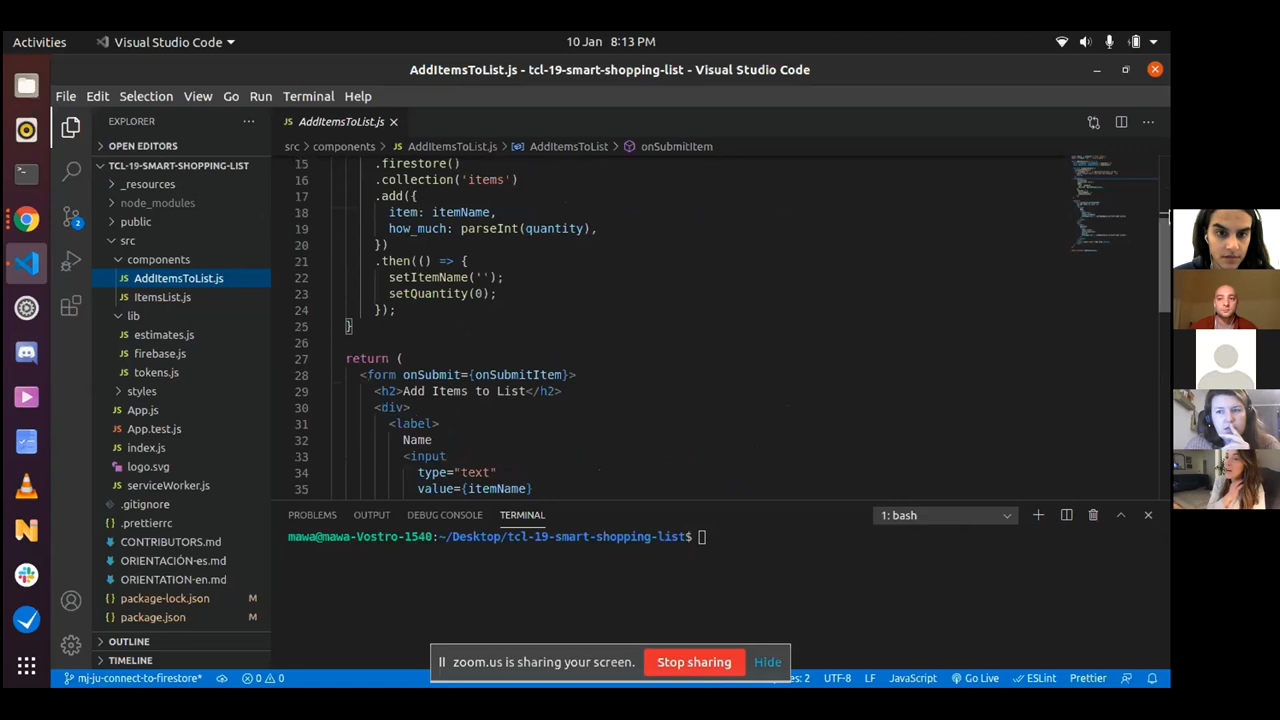 Activities
Visual Studio Code
10 Jan 8:13 PM
AddItemsToList.js - tcl-19-smart-shopping-list - Visual Studio Code
File Edit Selection View Go Run Terminal Help
EXPLORER
OPEN EDITORS
TCL-19-SMART-SHOPPING-LIST
_resources
node_modules
public
src
components
AddItemsToList.js
ItemsList.js
lib
estimates.js
firebase.js
tokens.js
styles
App.js
App.test.js
index.js
logo.svg
serviceWorker.js
.gitignore
.prettierrc
CONTRIBUTORS.md
ORIENTACIÓN-es.md
ORIENTATION-en.md
package-lock.json M
package.json M
OUTLINE
TIMELINE
2
AddItemsToList.js
src components AddItemsToList.js AddItemsToList onSubmitItem
15 .firestore()
16 .collection('items')
17 .add({
18 item: itemName,
19 how_much: parseInt(quantity),
20 })
21 .then(() => {
22 setItemName('');
23 setQuantity(0);
24 });
25 }
26
27 return (
28 <form onSubmit={onSubmitItem}>
29 <h2>Add Items to List</h2>
30 <div>
31 <label>
32 Name
33 <input
34 type="text"
35 value={itemName}
PROBLEMS OUTPUT DEBUG CONSOLE TERMINAL
1: bash
mawa@mawa-Vostro-1540:~/Desktop/tcl-19-smart-shopping-list$
zoom.us is sharing your screen. Stop sharing Hide
mj-ju-connect-to-firestore* 0 0
: 2 UTF-8 LF JavaScript Go Live ESLint Prettier